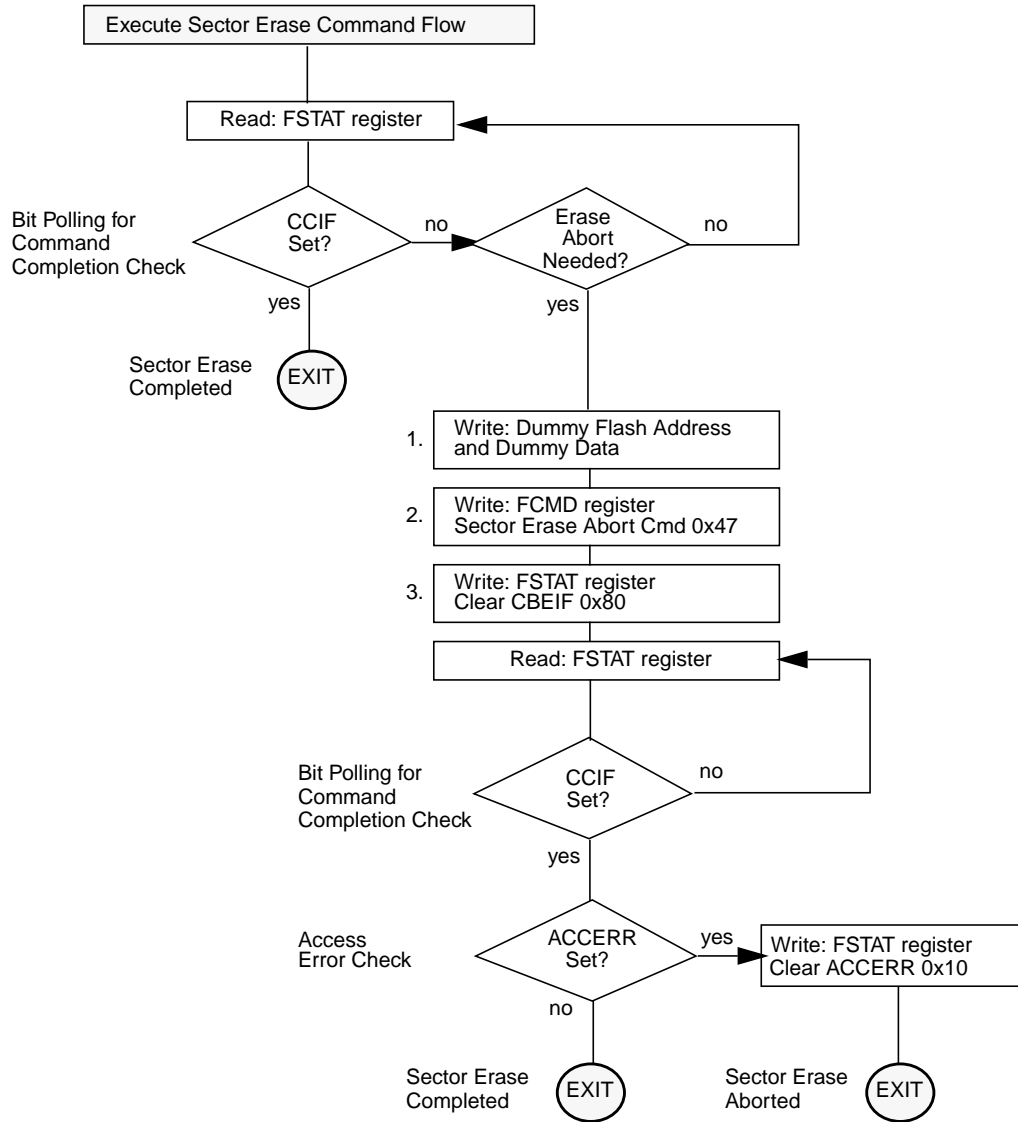 Execute Sector Erase Command Flow
Read: FSTAT register
Bit Polling for
Command
Completion Check
CCIF
Set?
no
Erase
Abort
Needed?
no
yes
yes
Sector Erase
Completed
EXIT
1.
Write: Dummy Flash Address
and Dummy Data
2.
Write: FCMD register
Sector Erase Abort Cmd 0x47
3.
Write: FSTAT register
Clear CBEIF 0x80
Read: FSTAT register
Bit Polling for
Command
Completion Check
CCIF
Set?
no
yes
Access
Error Check
ACCERR
Set?
yes
Write: FSTAT register
Clear ACCERR 0x10
no
Sector Erase
Completed
EXIT
Sector Erase
Aborted
EXIT